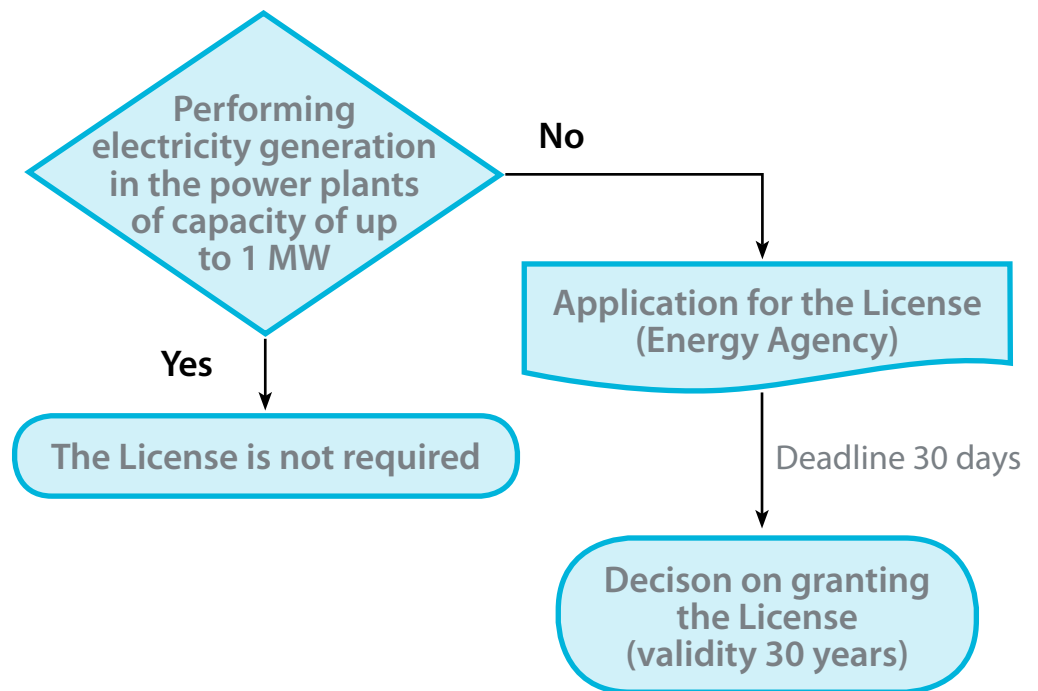 Performing
electricity generation
in the power plants
of capacity of up
to 1 MW
No
Yes
Application for the License
(Energy Agency)
The License is not required
Deadline 30 days
Decison on granting
the License
(validity 30 years)